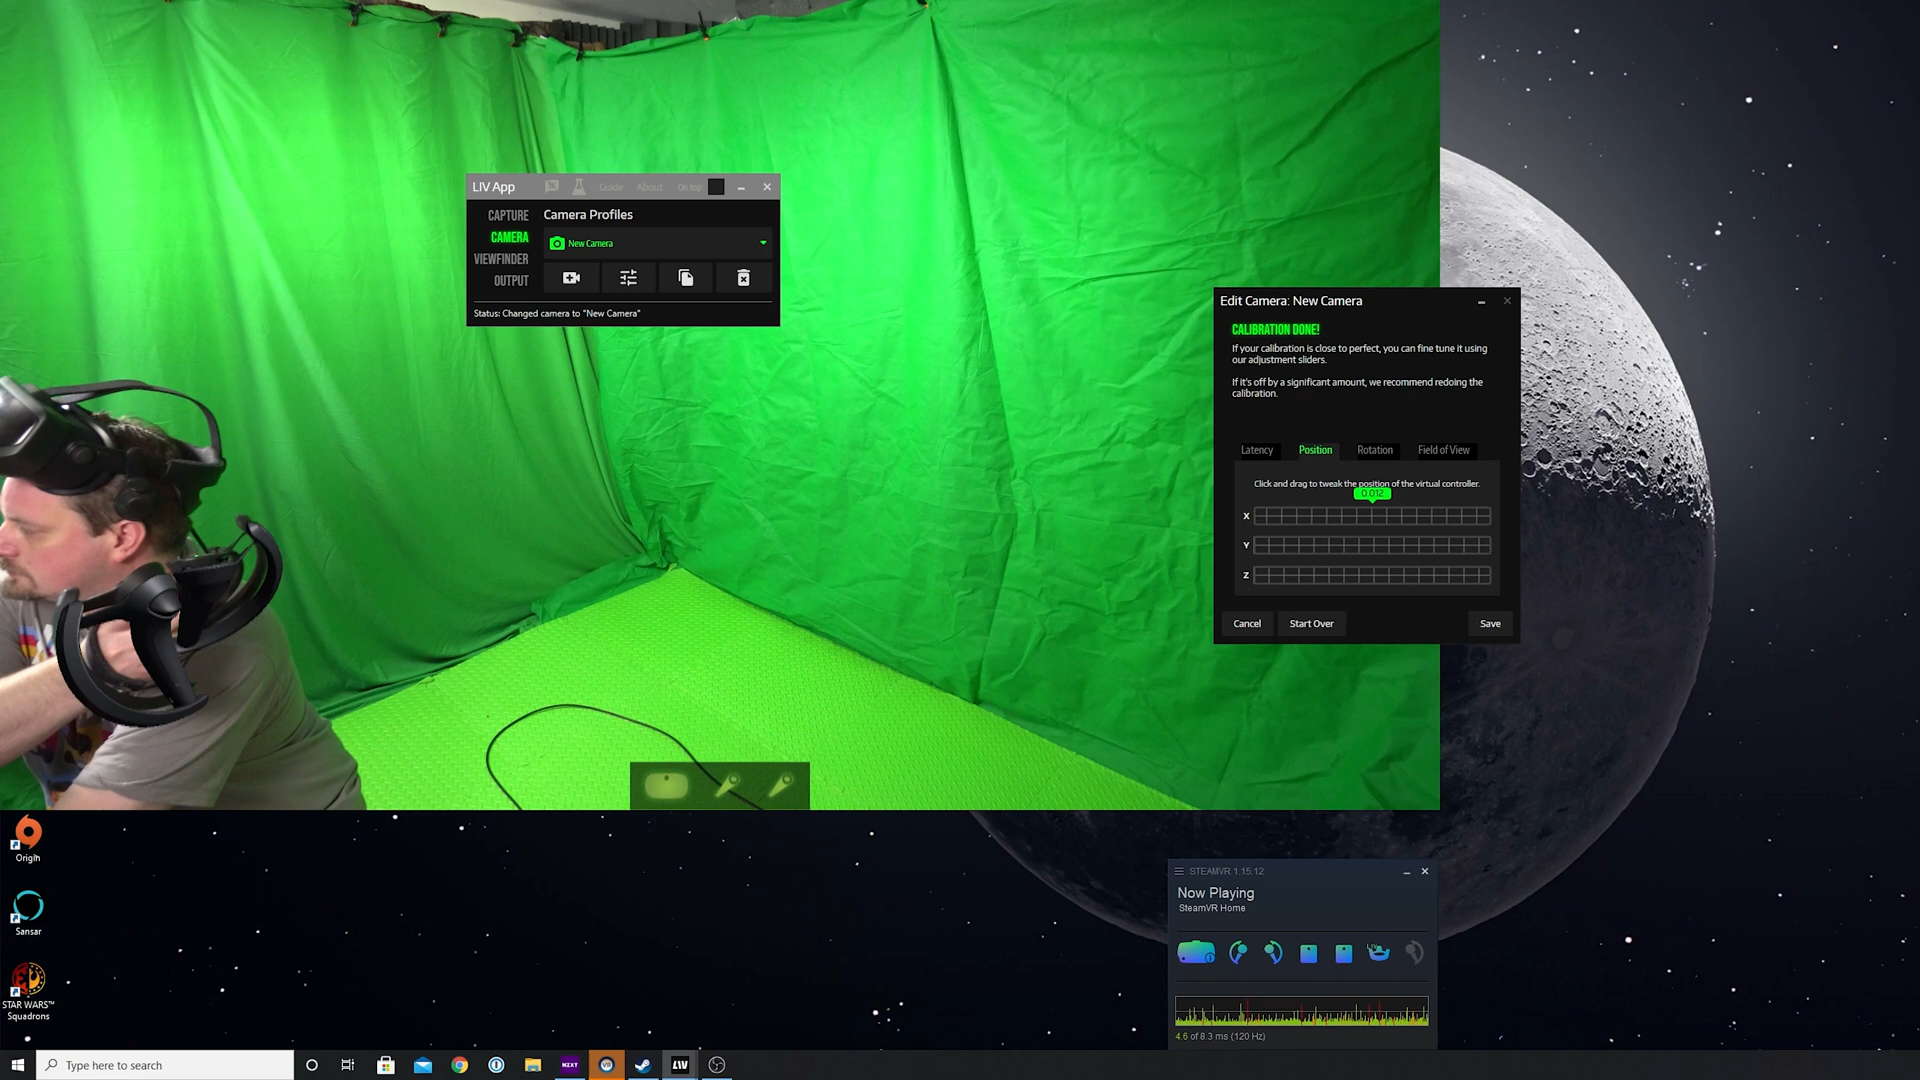 LIV App
Guide
About
On top
CAPTURE
CAMERA
VIEWFINDER
OUTPUT
Camera Profiles
New Camera
Status: Changed camera to "New Camera"
Edit Camera: New Camera
CALIBRATION DONE!
If your calibration is close to perfect, you can fine tune it using
our adjustment sliders.
If it's off by a significant amount, we recommend redoing the
calibration.
Latency
Position
Rotation
Field of View
Click and drag to tweak the position of the virtual controller.
0.012
X
Y
Z
Cancel
Start Over
Save
Origin
Sansar
STAR WARS™
Squadrons
STEAMVR 1.15.12
Now Playing
SteamVR Home
LIV
4.6 of 8.3 ms (120 Hz)
Type here to search
NZXT
VR
LIV